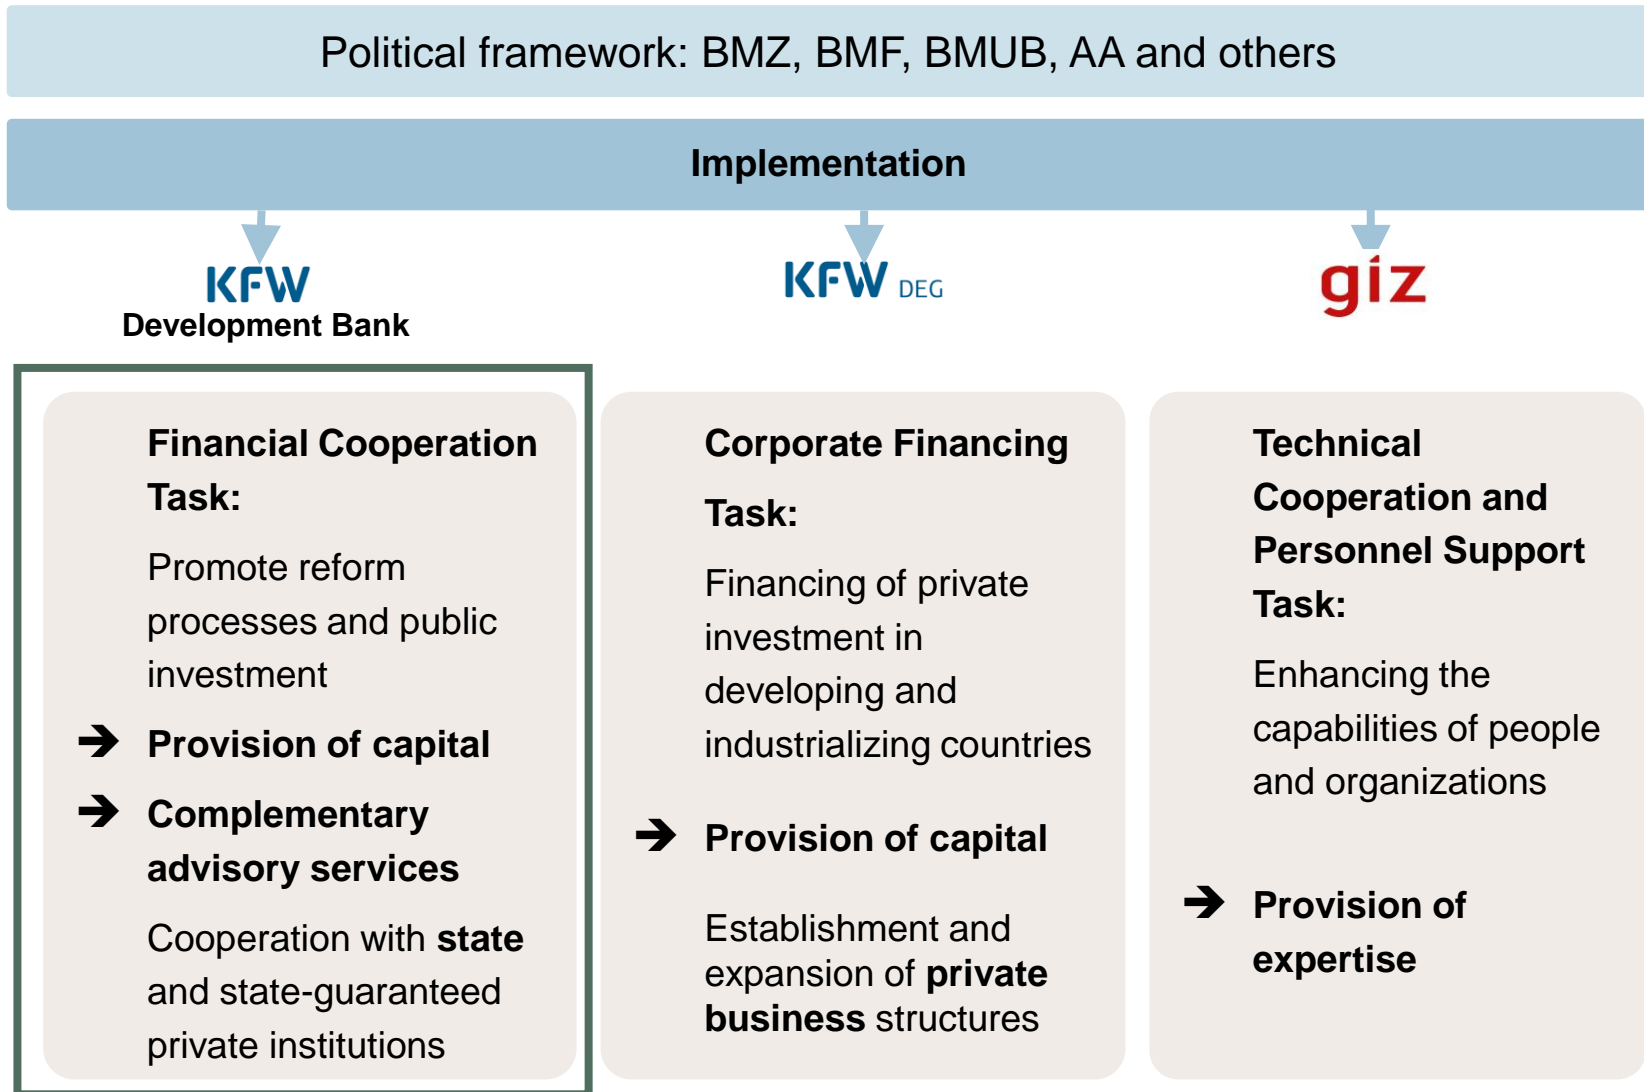 Political framework: BMZ, BMF, BMUB, AA and others
Implementation
KFW
Development Bank
KFW DEG
giz
Financial Cooperation
Task:
Promote reform
processes and public
investment
➔ Provision of capital
➔ Complementary
advisory services
Cooperation with state
and state-guaranteed
private institutions
Corporate Financing
Task:
Financing of private
investment in
developing and
industrializing countries
➔ Provision of capital
Establishment and
expansion of private
business structures
Technical
Cooperation and
Personnel Support
Task:
Enhancing the
capabilities of people
and organizations
➔ Provision of
expertise